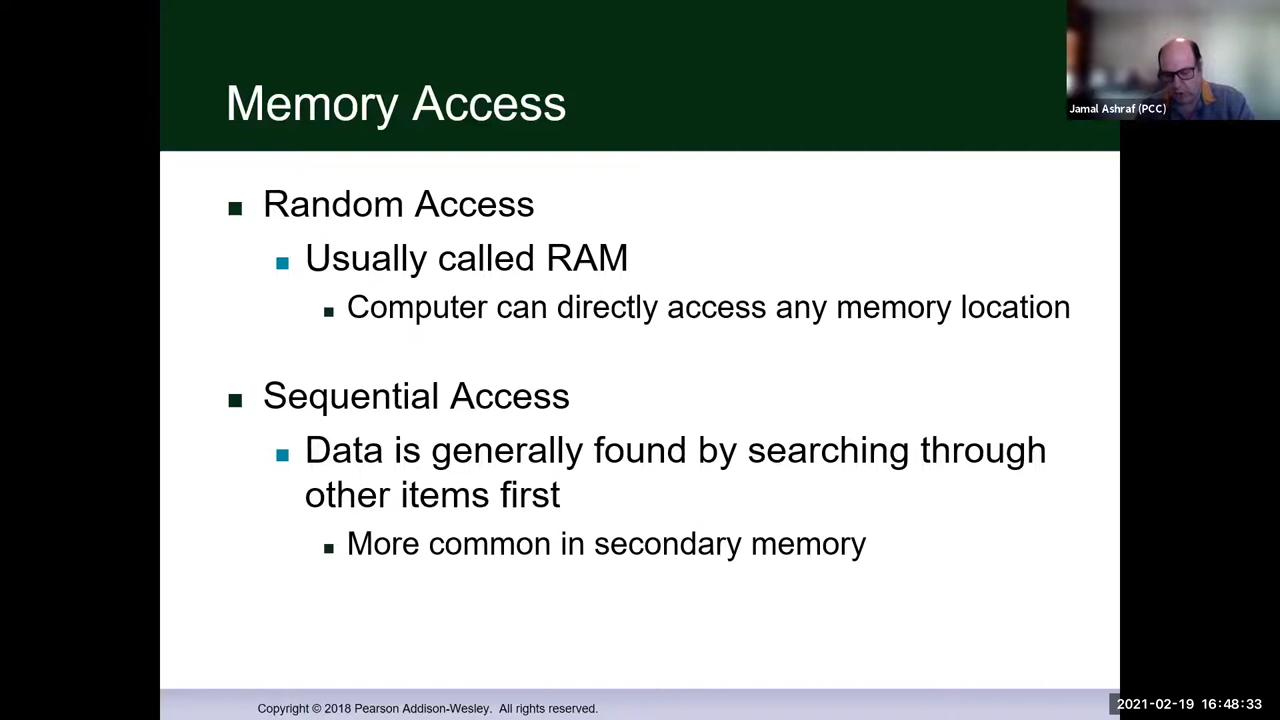 Memory Access
Jamal Ashraf (PCC)
Random Access
Usually called RAM
Computer can directly access any memory location
Sequential Access
Data is generally found by searching through
other items first
More common in secondary memory
Copyright © 2018 Pearson Addison-Wesley. All rights reserved.
2021-02-19 16:48:33